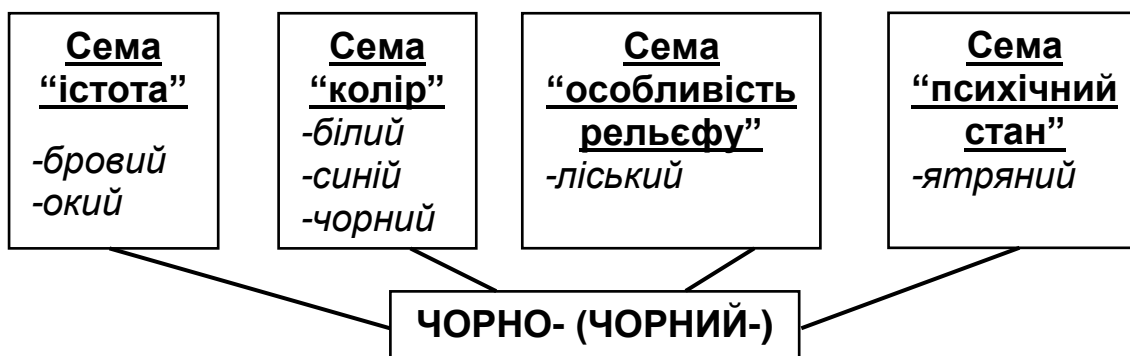 Сема
“істота”
-бровий
-окий
Сема
“колір”
-білий
-синій
-чорний
Сема
“особливість
рельєфу”
-ліський
Сема
“психічний
стан”
-ятряний
ЧОРНО- (ЧОРНИЙ-)